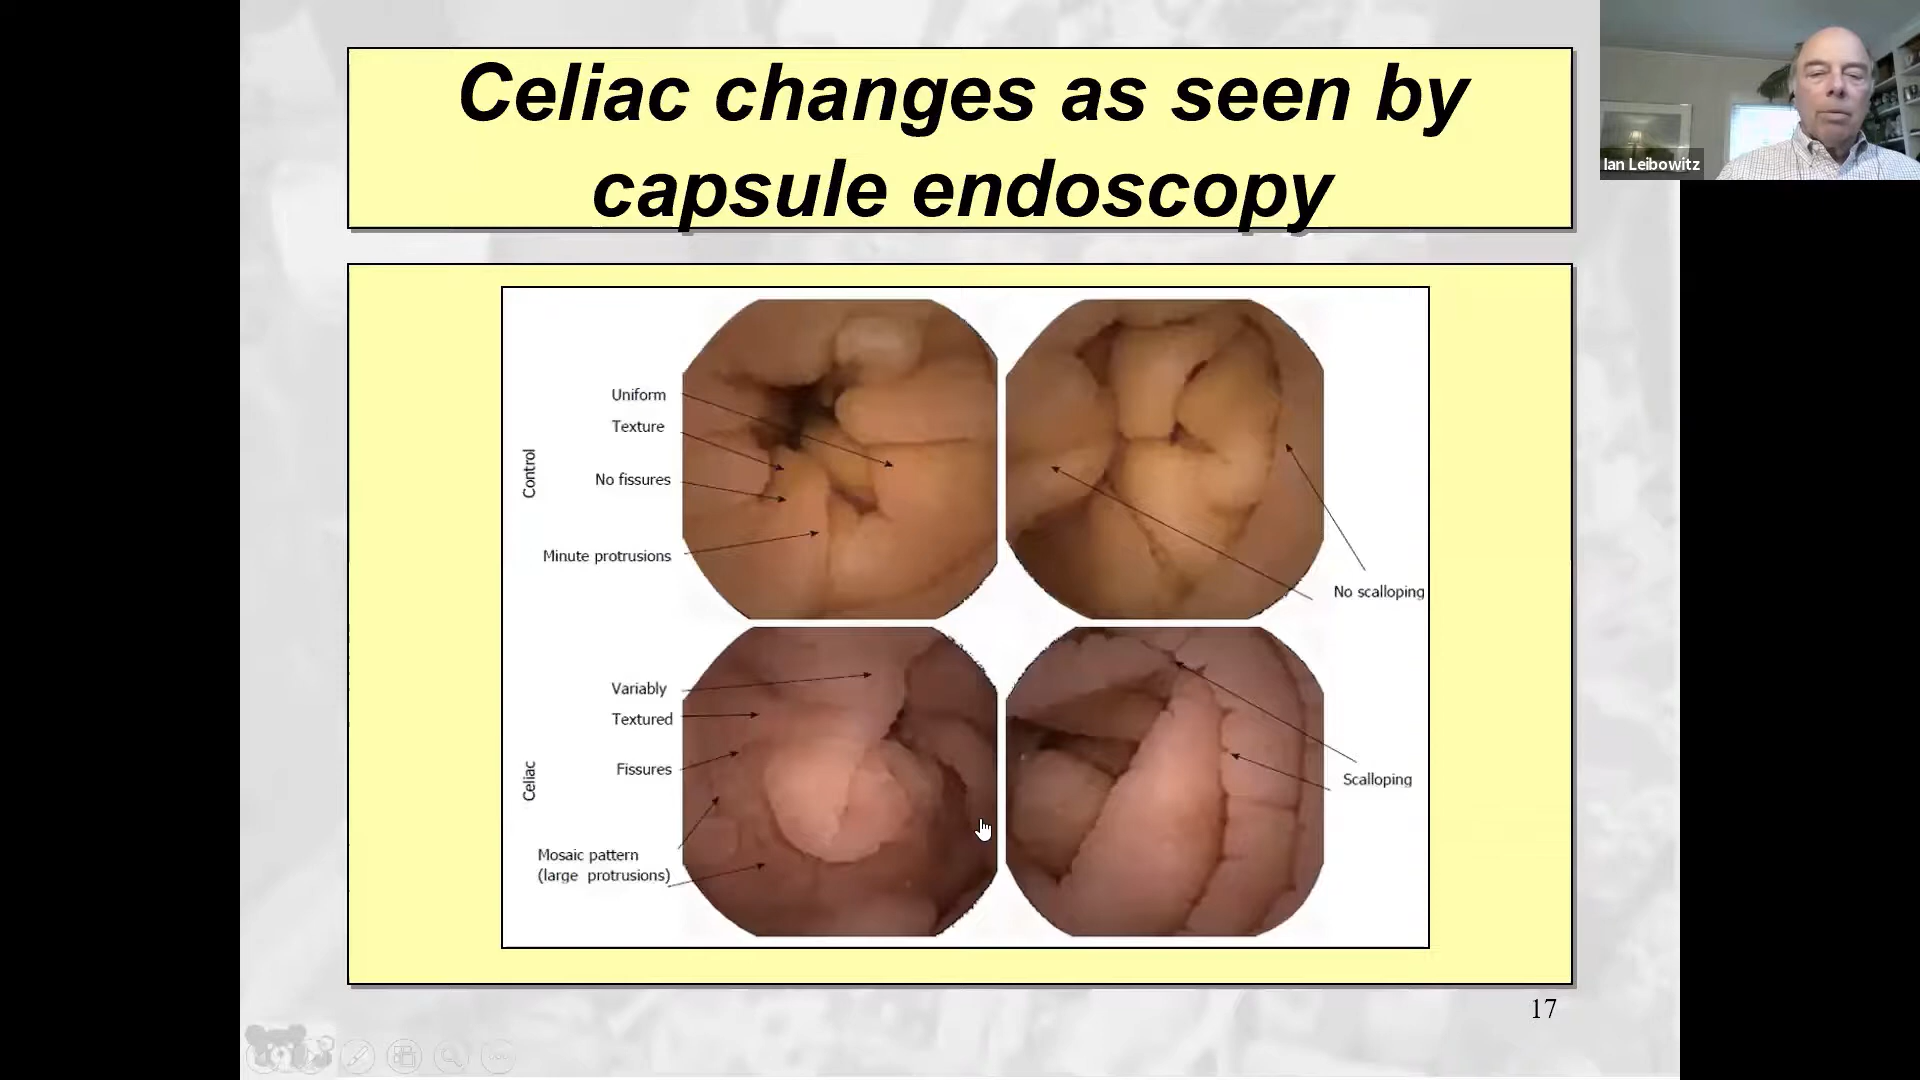 Celiac changes as seen by
capsule endoscopy
Ian Leibowitz
Control
Uniform
Texture
No fissures
Minute protrusions
No scalloping
Celiac
Variably
Textured
Fissures
Mosaic pattern
(large protrusions)
Scalloping
17